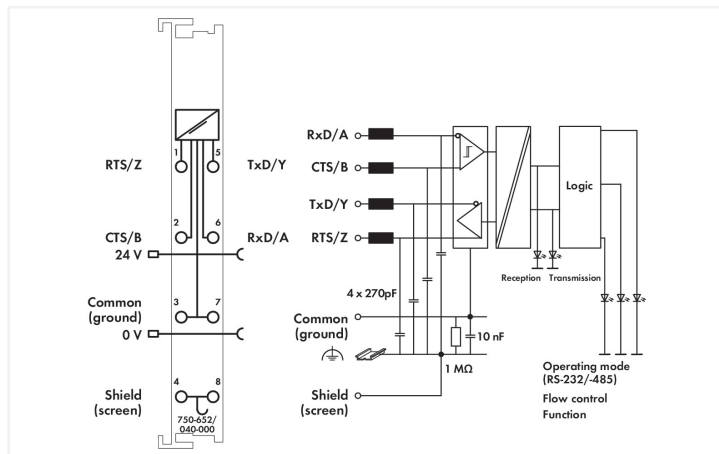 1
5
RTS/Z
TxD/Y
2
6
CTS/B
RxD/A
24 V
Common
(ground)
3
7
0 V
Shield
(screen)
4
8
750-652/
040-000
RxD/A
CTS/B
TxD/Y
RTS/Z
Logic
Reception
Transmission
4 x 270pF
Common
(ground)
10 nF
1 MΩ
Shield
(screen)
Operating mode
(RS-232/-485)
Flow control
Function